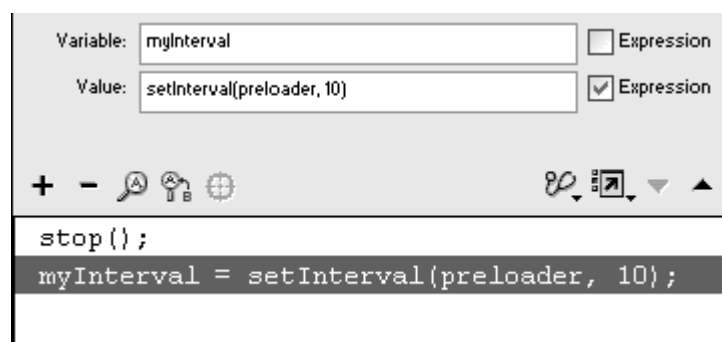 Variable: myInterval Expression
Value: setInterval(preloader, 10) Expression
stop();
myInterval = setInterval(preloader, 10);